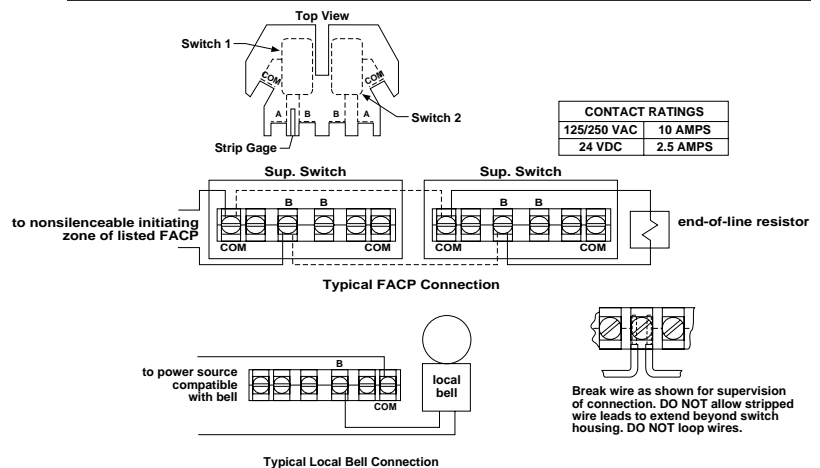 Top View
Switch 1
COM
COM
A B B A
Switch 2
Strip Gage
CONTACT RATINGS
125/250 VAC 10 AMPS
24 VDC 2.5 AMPS
Sup. Switch
Sup. Switch
B B
B B
to nonsilenceable initiating
zone of listed FACP
end-of-line resistor
COM COM
COM COM
Typical FACP Connection
to power source
compatible
with bell
B
COM
local
bell
Break wire as shown for supervision
of connection. DO NOT allow stripped
wire leads to extend beyond switch
housing. DO NOT loop wires.
Typical Local Bell Connection